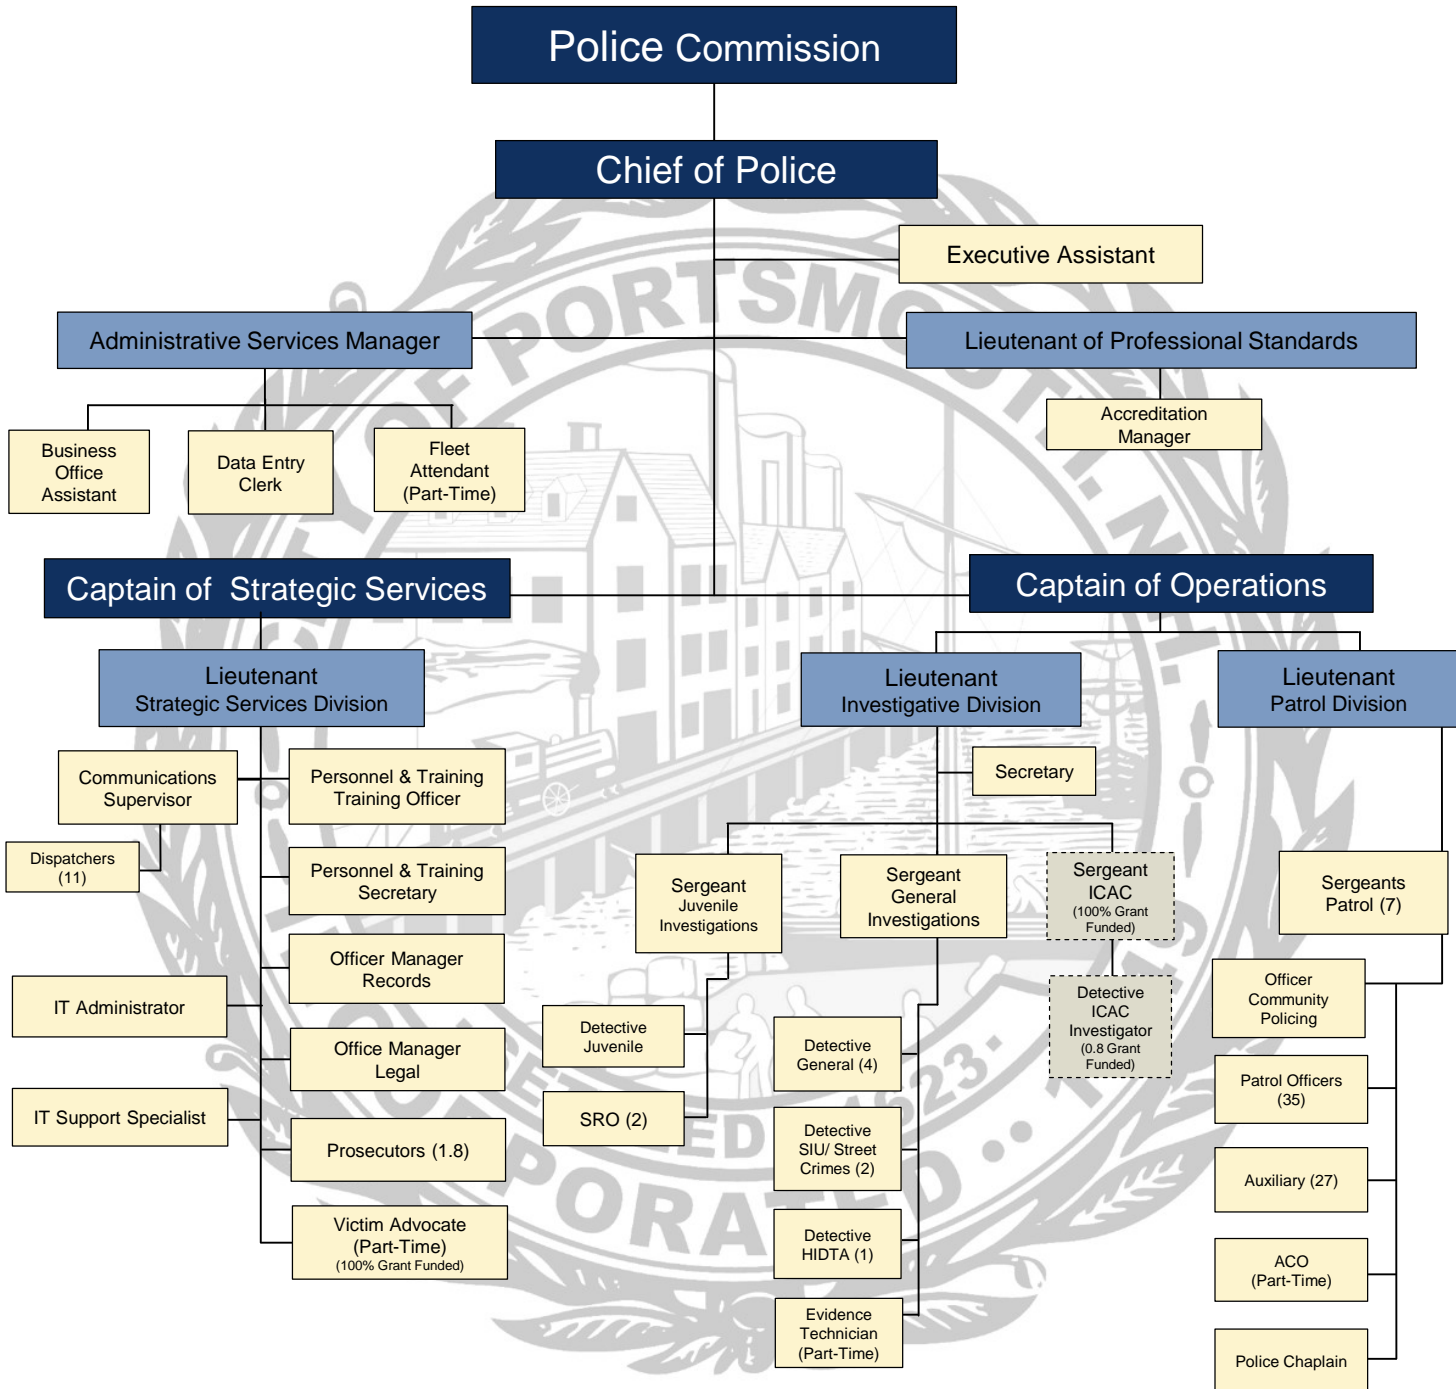 Police Commission
Chief of Police
Executive Assistant
Administrative Services Manager
Lieutenant of Professional Standards
Business
Office
Assistant
Data Entry
Clerk
Fleet
Attendant
(Part-Time)
Accreditation
Manager
Captain of  Strategic Services
Captain of Operations
Lieutenant
Strategic Services Division
Lieutenant
Investigative Division
Lieutenant
Patrol Division
Communications
Supervisor
Personnel & Training
Training Officer
Secretary
Dispatchers
(11)
Personnel & Training
Secretary
Sergeant
Juvenile
Investigations
Sergeant
General
Investigations
Sergeant
ICAC
(100% Grant
Funded)
Sergeants
Patrol (7)
Officer Manager
Records
IT Administrator
Office Manager
Legal
IT Support Specialist
Prosecutors (1.8)
Victim Advocate
(Part-Time)
(100% Grant Funded)
Detective
Juvenile
SRO (2)
Detective
General (4)
Detective
SIU/ Street
Crimes (2)
Detective
HIDTA (1)
Evidence
Technician
(Part-Time)
Detective
ICAC
Investigator
(0.8 Grant
Funded)
Officer
Community
Policing
Patrol Officers
(35)
Auxiliary (27)
ACO
(Part-Time)
Police Chaplain
OF PORTSMOUTH, N.H.